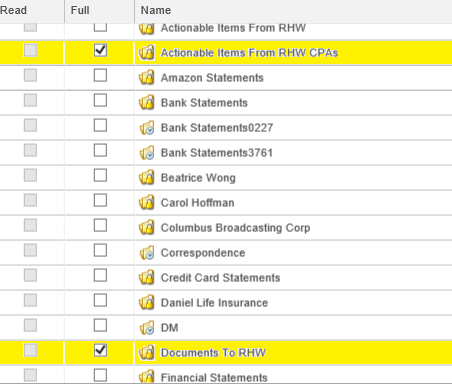 Read Full Name
Actionable Items From RHW
Actionable Items From RHW CPAs
Amazon Statements
Bank Statements
Bank Statements0227
Bank Statements3761
Beatrice Wong
Carol Hoffman
Columbus Broadcasting Corp
Correspondence
Credit Card Statements
Daniel Life Insurance
DM
Documents To RHW
Financial Statements